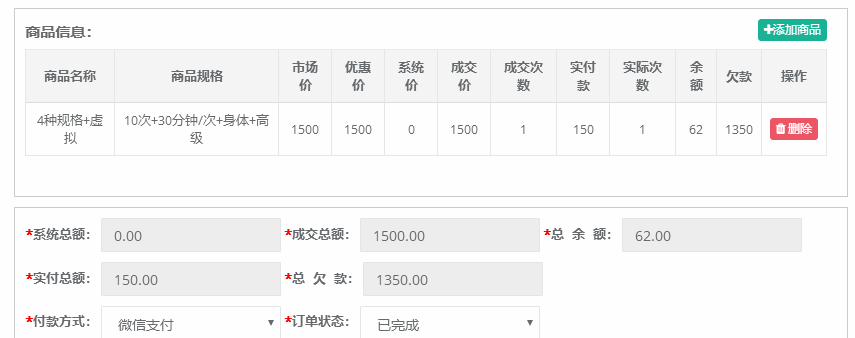 商品信息：
添加商品
商品名称 商品规格 市场价 优惠价 系统价 成交价 成交次数 实付款 实际次数 余额 欠款 操作
4种规格+虚拟 10次+30分钟/次+身体+高级 1500 1500 0 1500 1 150 1 62 1350 删除
*系统总额： 0.00 *成交总额： 1500.00 *总 余 额： 62.00
*实付总额： 150.00 *总 欠 款： 1350.00
*付款方式： 微信支付 *订单状态： 已完成